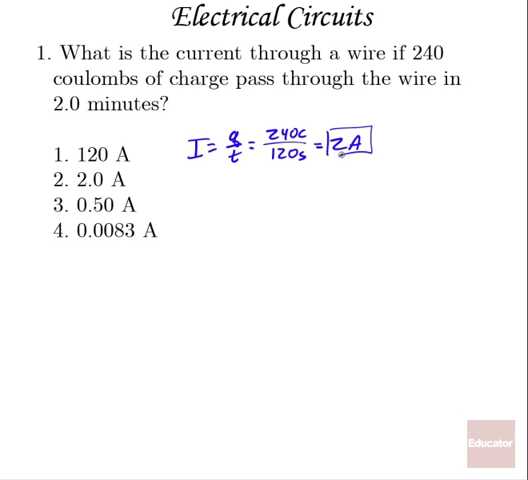 Electrical Circuits
1. What is the current through a wire if 240
coulombs of charge pass through the wire in
2.0 minutes?
I = q/t = 240C/120s = 2A
1. 120 A
2. 2.0 A
3. 0.50 A
4. 0.0083 A
Educator